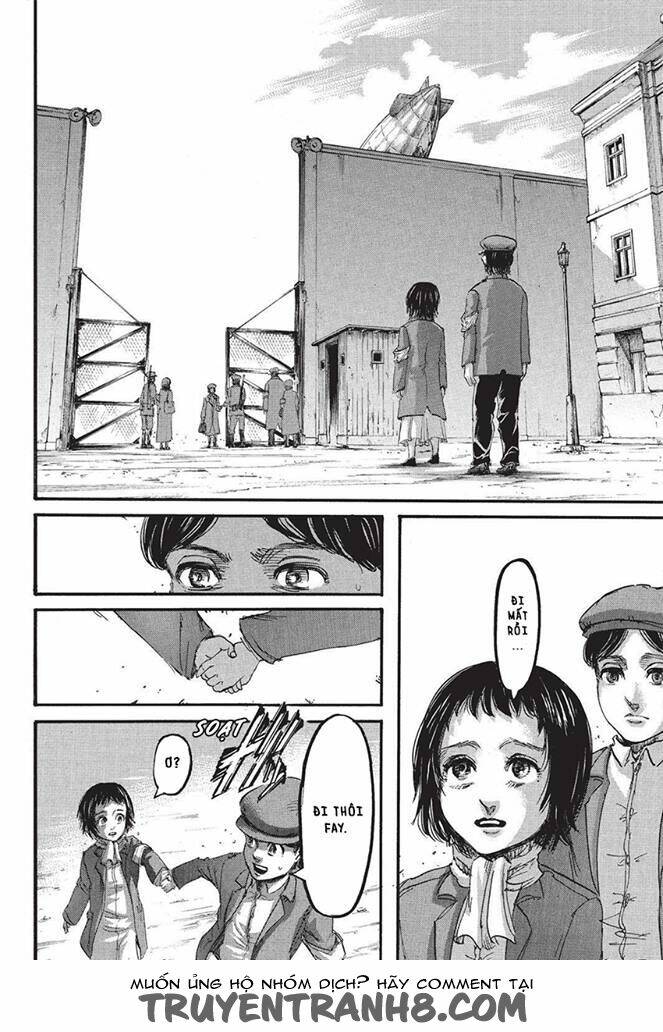 ĐI
MẤT
RỒI
...
SOẠT
Ơ?
ĐI THÔI
FAY.
MUỐN ỦNG HỘ NHÓM DỊCH? HÃY COMMENT TẠI
TRUYENTRANH8.COM